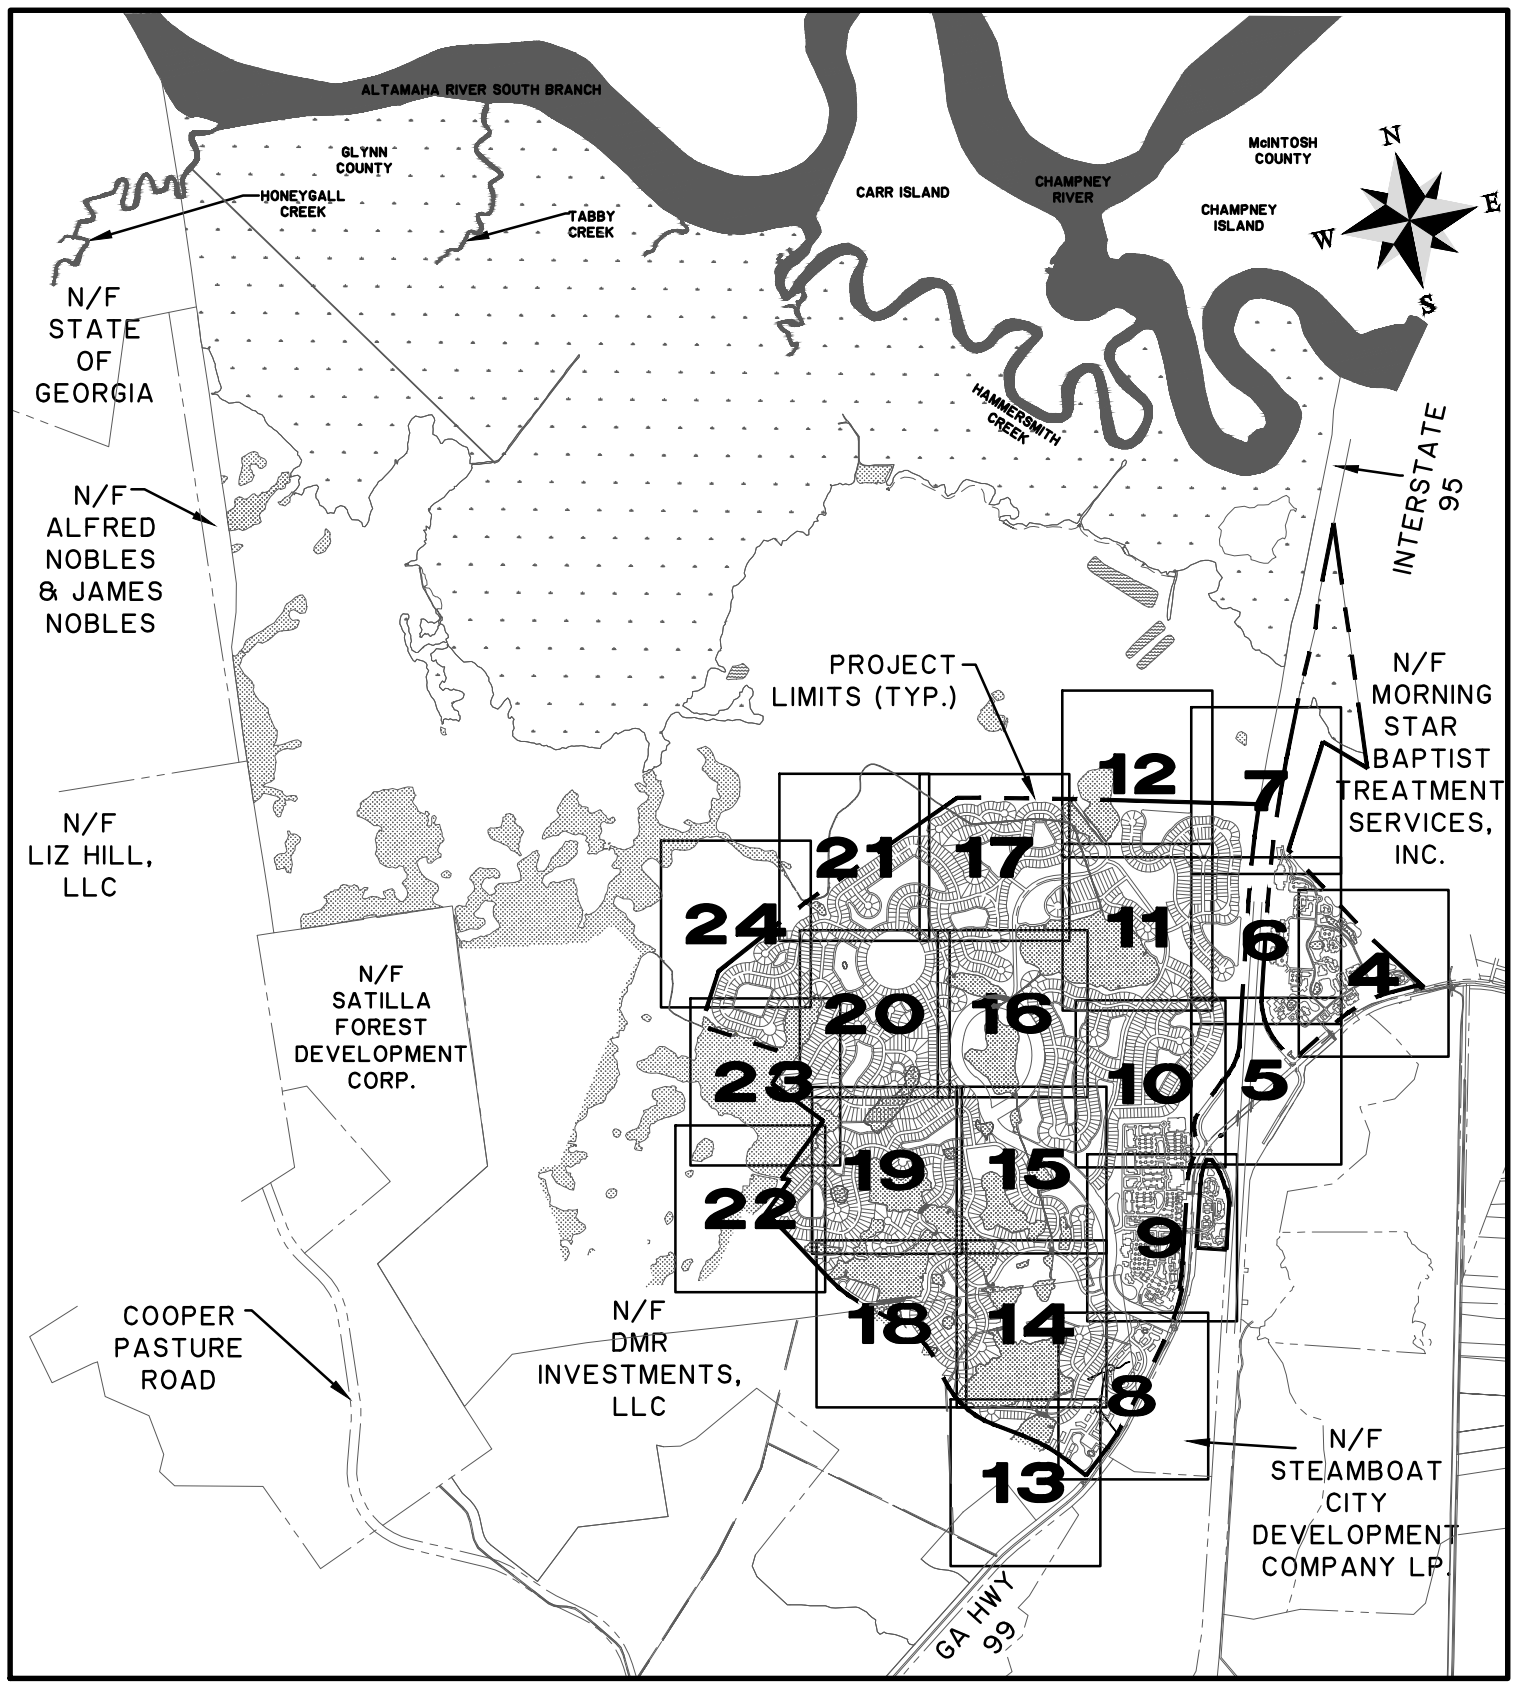 ALTAMAHA RIVER SOUTH BRANCH
GLYNN
COUNTY
HONEYGALL
CREEK
TABBY
CREEK
CARR ISLAND
CHAMPNEY
RIVER
McINTOSH
COUNTY
CHAMPNEY
ISLAND
N
E
W
S
N/F
STATE
OF
GEORGIA
HAMMERSMITH
CREEK
INTERSTATE
95
N/F
ALFRED
NOBLES
& JAMES
NOBLES
PROJECT
LIMITS (TYP.)
N/F
MORNING
STAR
BAPTIST
TREATMENT
SERVICES,
INC.
N/F
LIZ HILL,
LLC
12
7
21
17
24
11
6
4
N/F
SATILLA
FOREST
DEVELOPMENT
CORP.
20
16
23
10
5
19
15
22
9
18
14
8
13
COOPER
PASTURE
ROAD
N/F
DMR
INVESTMENTS,
LLC
N/F
STEAMBOAT
CITY
DEVELOPMENT
COMPANY LP.
GA HWY
99